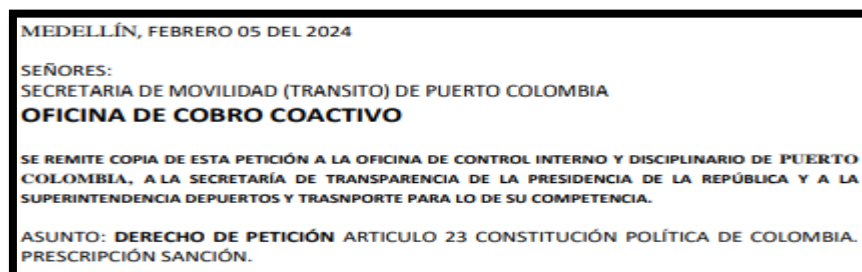 MEDELLÍN, FEBRERO 05 DEL 2024
SEÑORES:
SECRETARIA DE MOVILIDAD (TRANSITO) DE PUERTO COLOMBIA
OFICINA DE COBRO COACTIVO
SE REMITE COPIA DE ESTA PETICIÓN A LA OFICINA DE CONTROL INTERNO Y DISCIPLINARIO DE PUERTO
COLOMBIA, A LA SECRETARÍA DE TRANSPARENCIA DE LA PRESIDENCIA DE LA REPÚBLICA Y A LA
SUPERINTENDENCIA DEPUERTOS Y TRASNPORTE PARA LO DE SU COMPETENCIA.
ASUNTO: DERECHO DE PETICIÓN ARTICULO 23 CONSTITUCIÓN POLÍTICA DE COLOMBIA.
PRESCRIPCIÓN SANCIÓN.